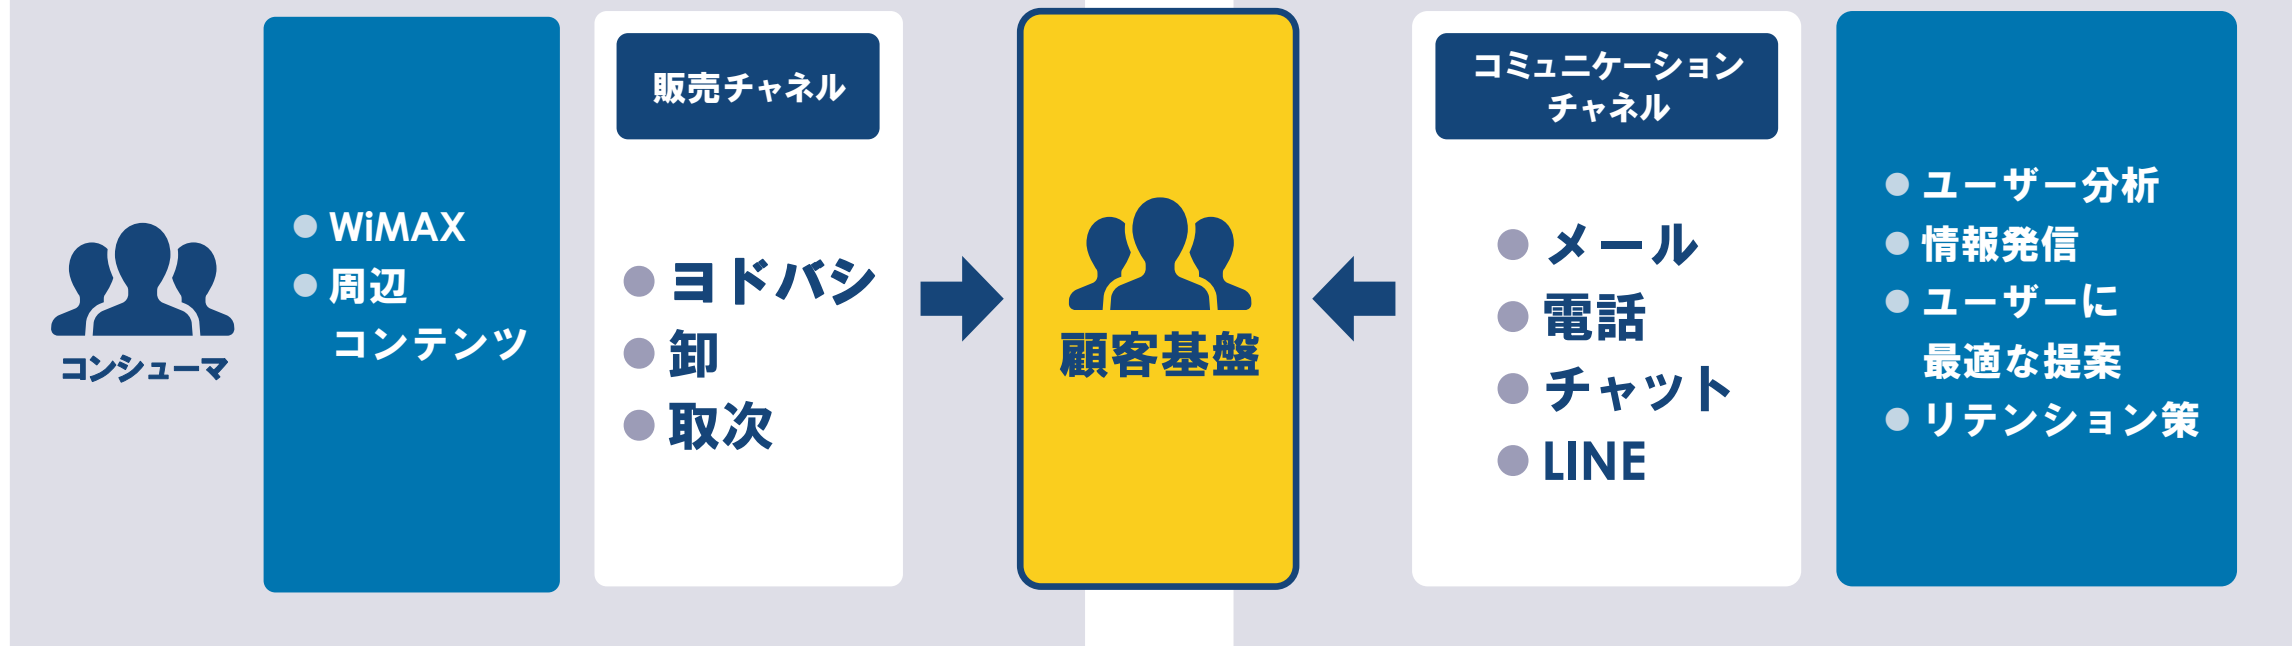 コンシューマ
WiMAX
周辺
コンテンツ
販売チャネル
ヨドバシ
卸
取次
顧客基盤
コミュニケーション
チャネル
メール
電話
チャット
LINE
ユーザー分析
情報発信
ユーザーに
最適な提案
リテンション策